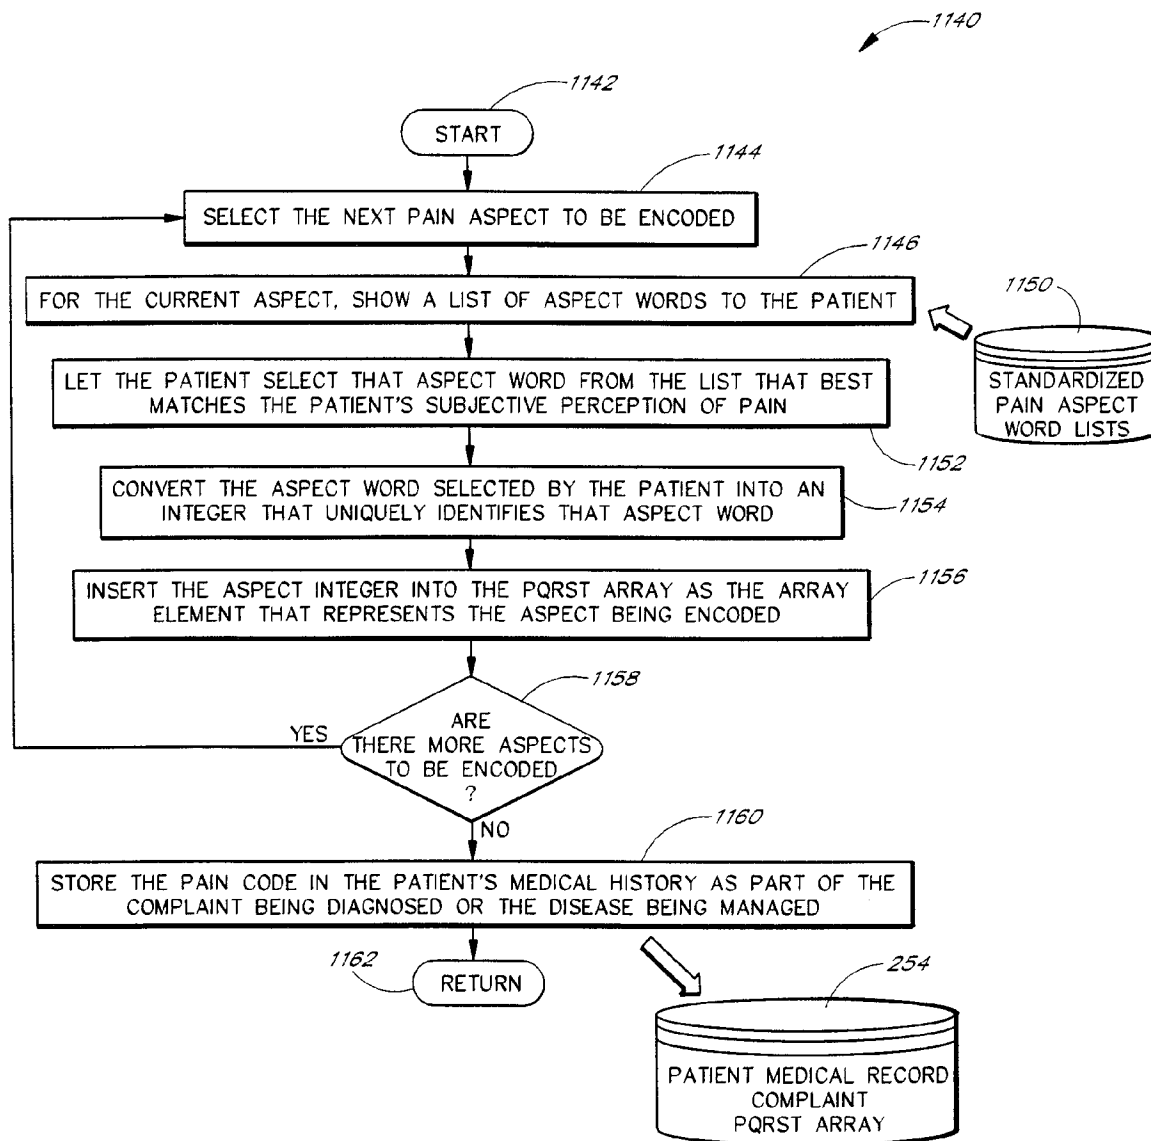 1140
1142
START
1144
SELECT THE NEXT PAIN ASPECT TO BE ENCODED
1146
FOR THE CURRENT ASPECT, SHOW A LIST OF ASPECT WORDS TO THE PATIENT
1150
STANDARDIZED
PAIN ASPECT
WORD LISTS
LET THE PATIENT SELECT THAT ASPECT WORD FROM THE LIST THAT BEST
MATCHES THE PATIENT'S SUBJECTIVE PERCEPTION OF PAIN
1152
CONVERT THE ASPECT WORD SELECTED BY THE PATIENT INTO AN
INTEGER THAT UNIQUELY IDENTIFIES THAT ASPECT WORD
1154
INSERT THE ASPECT INTEGER INTO THE PQRST ARRAY AS THE ARRAY
ELEMENT THAT REPRESENTS THE ASPECT BEING ENCODED
1156
1158
ARE
THERE MORE ASPECTS
TO BE ENCODED
?
YES
NO
1160
STORE THE PAIN CODE IN THE PATIENT'S MEDICAL HISTORY AS PART OF THE
COMPLAINT BEING DIAGNOSED OR THE DISEASE BEING MANAGED
1162
RETURN
254
PATIENT MEDICAL RECORD
COMPLAINT
PQRST ARRAY